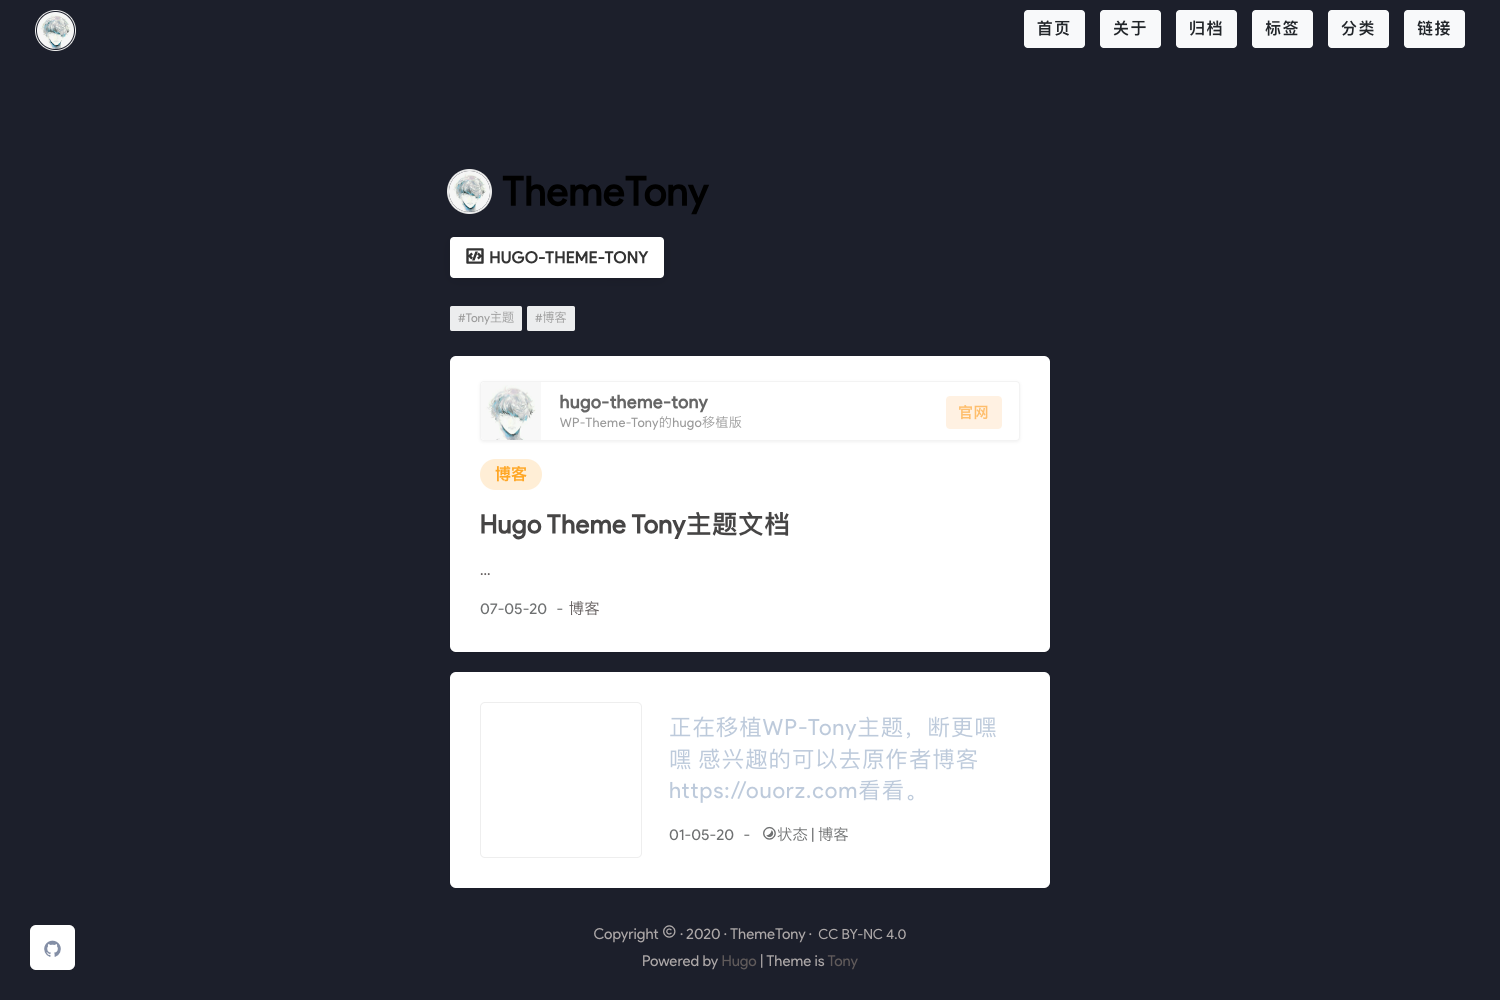 首页 关于 归档 标签 分类 链接
ThemeTony
HUGO-THEME-TONY
#Tony主题 #博客
hugo-theme-tony
WP-Theme-Tony的hugo移植版
官网
博客
Hugo Theme Tony主题文档
...
07-05-20 - 博客
正在移植WP-Tony主题，断更嘿
嘿 感兴趣的可以去原作者博客
https://ouorz.com看看。
01-05-20 - 状态 | 博客
Copyright © · 2020 · ThemeTony · CC BY-NC 4.0
Powered by Hugo | Theme is Tony